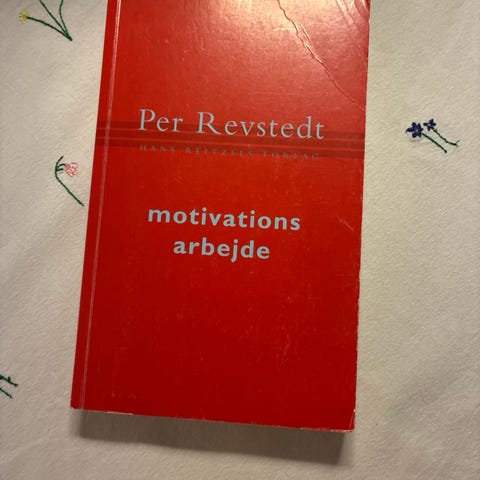 Per Revstedt
HANS REITZELS FORLAG
motivations
arbejde